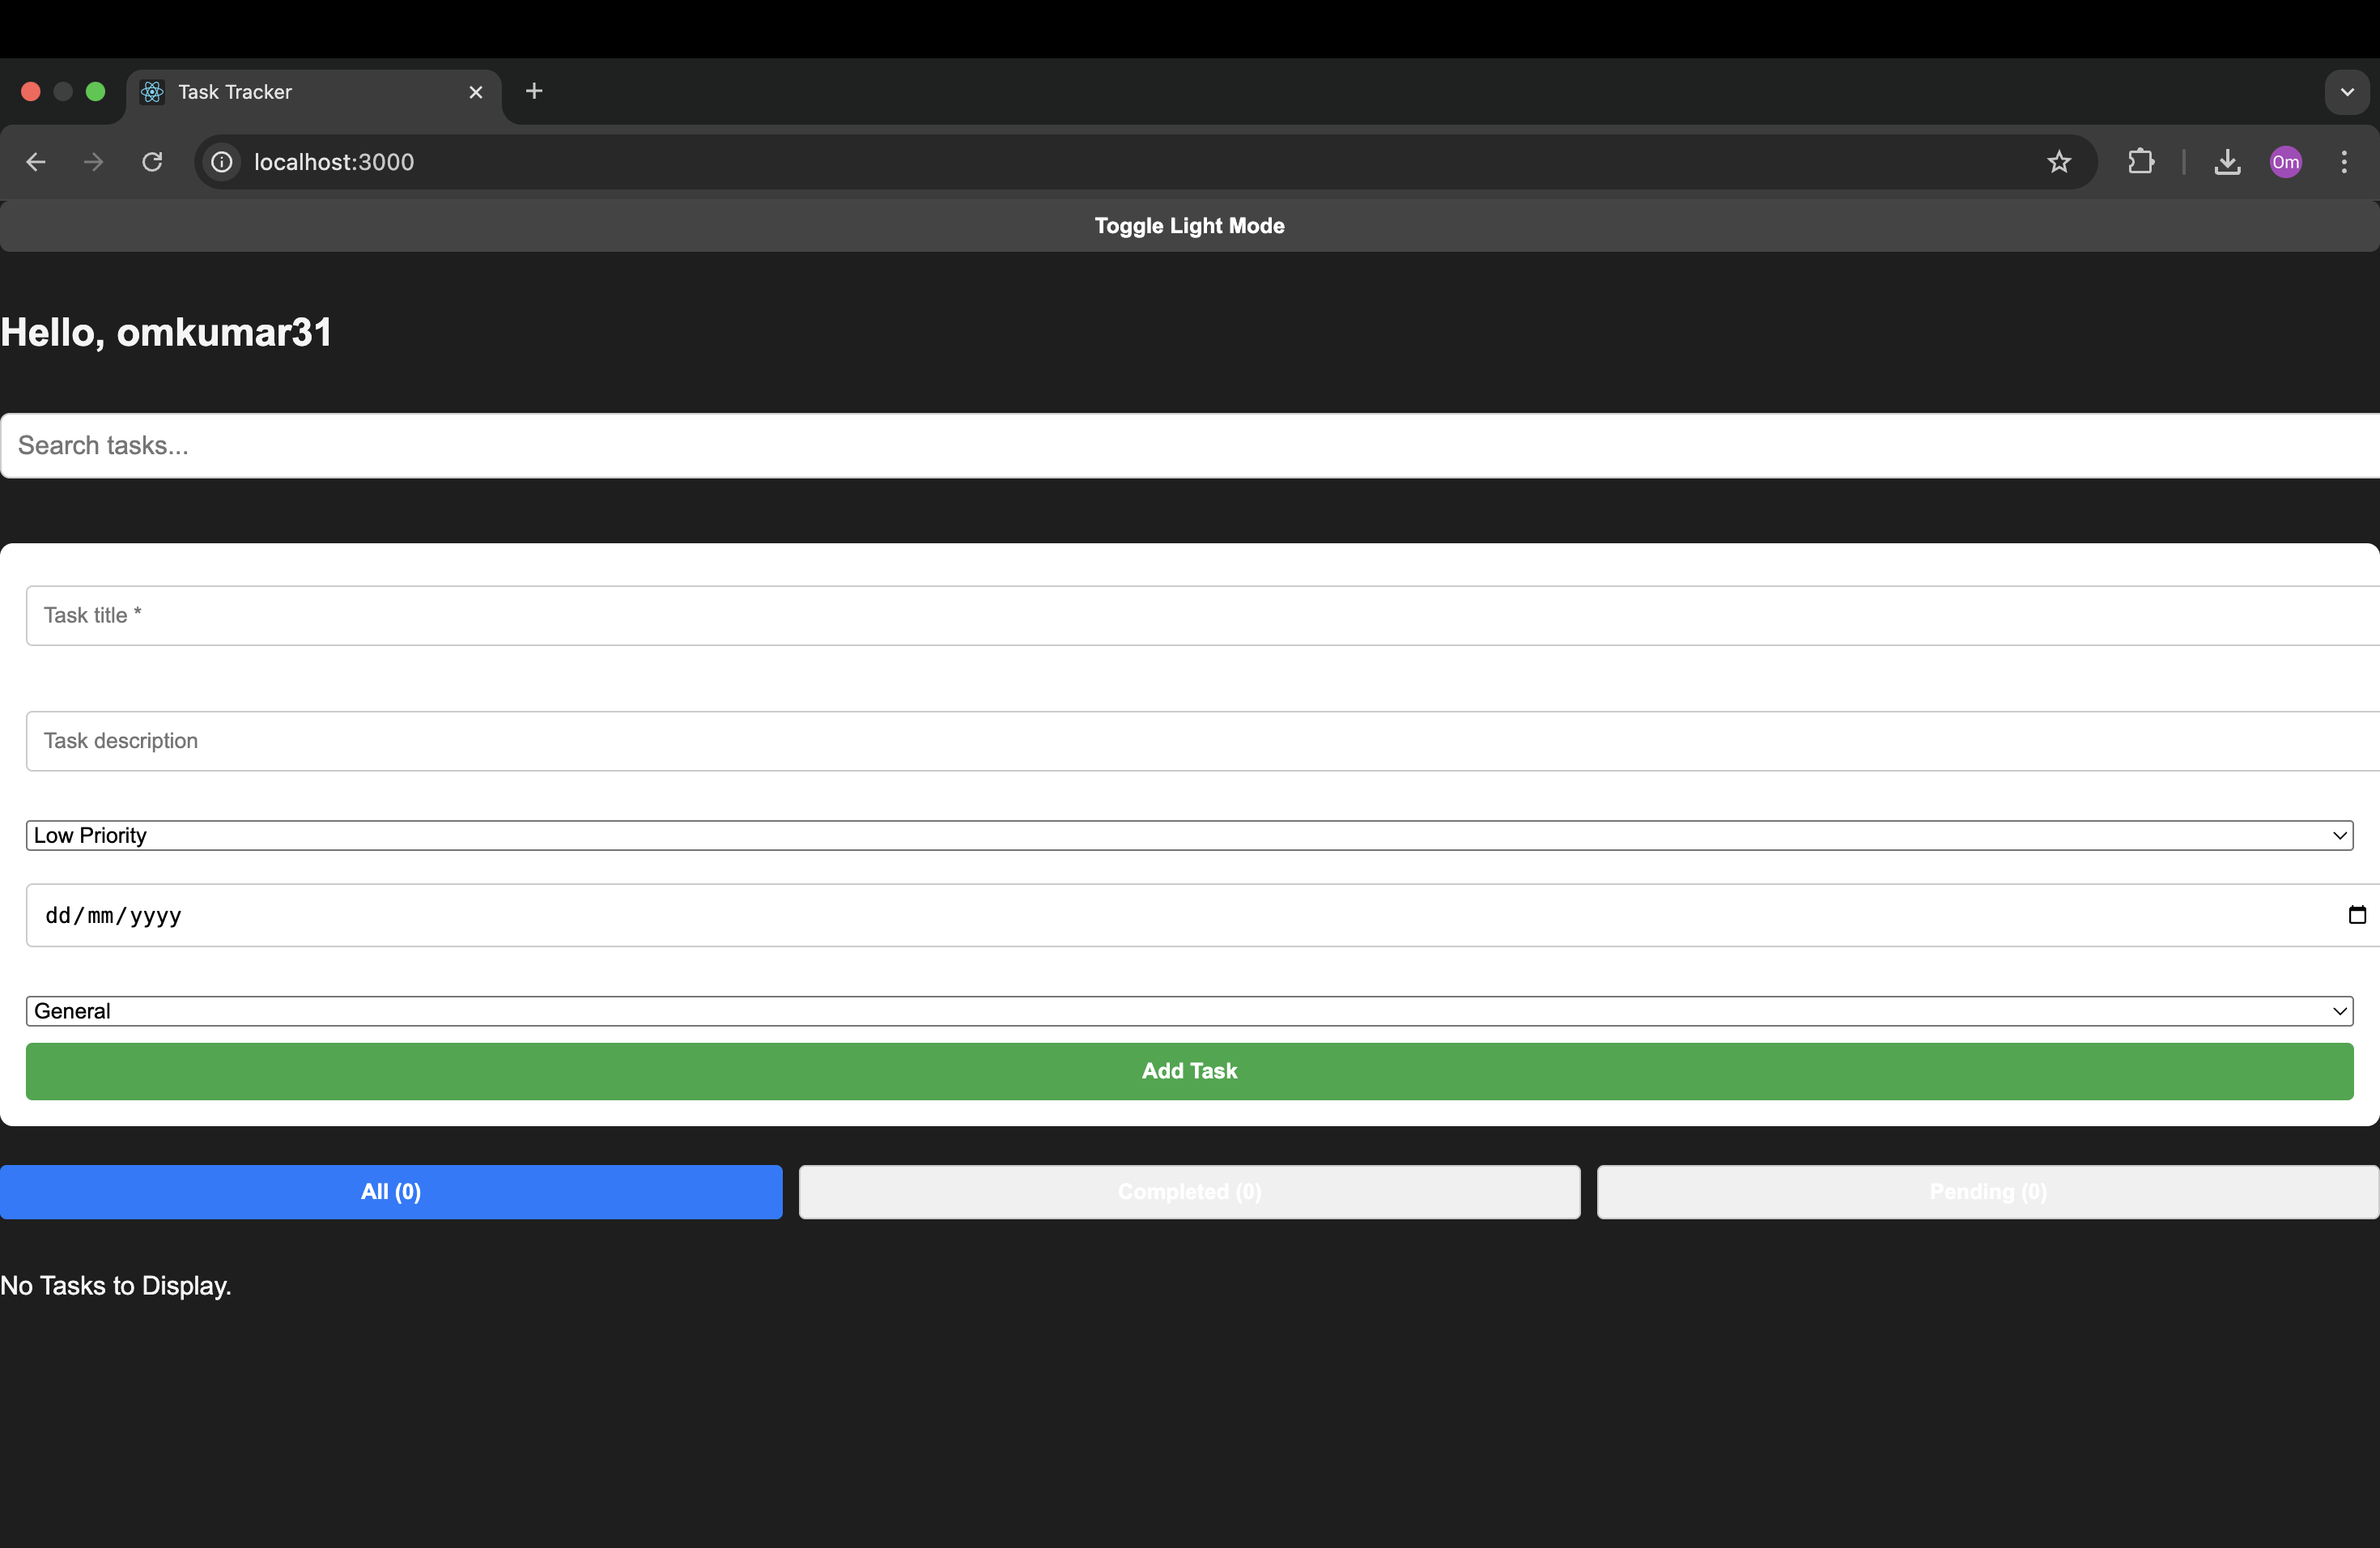 Task Tracker
localhost:3000
Om
Toggle Light Mode
Hello, omkumar31
Search tasks...
Task title *
Task description
Low Priority
dd/mm/yyyy
General
Add Task
All (0)
Completed (0)
Pending (0)
No Tasks to Display.